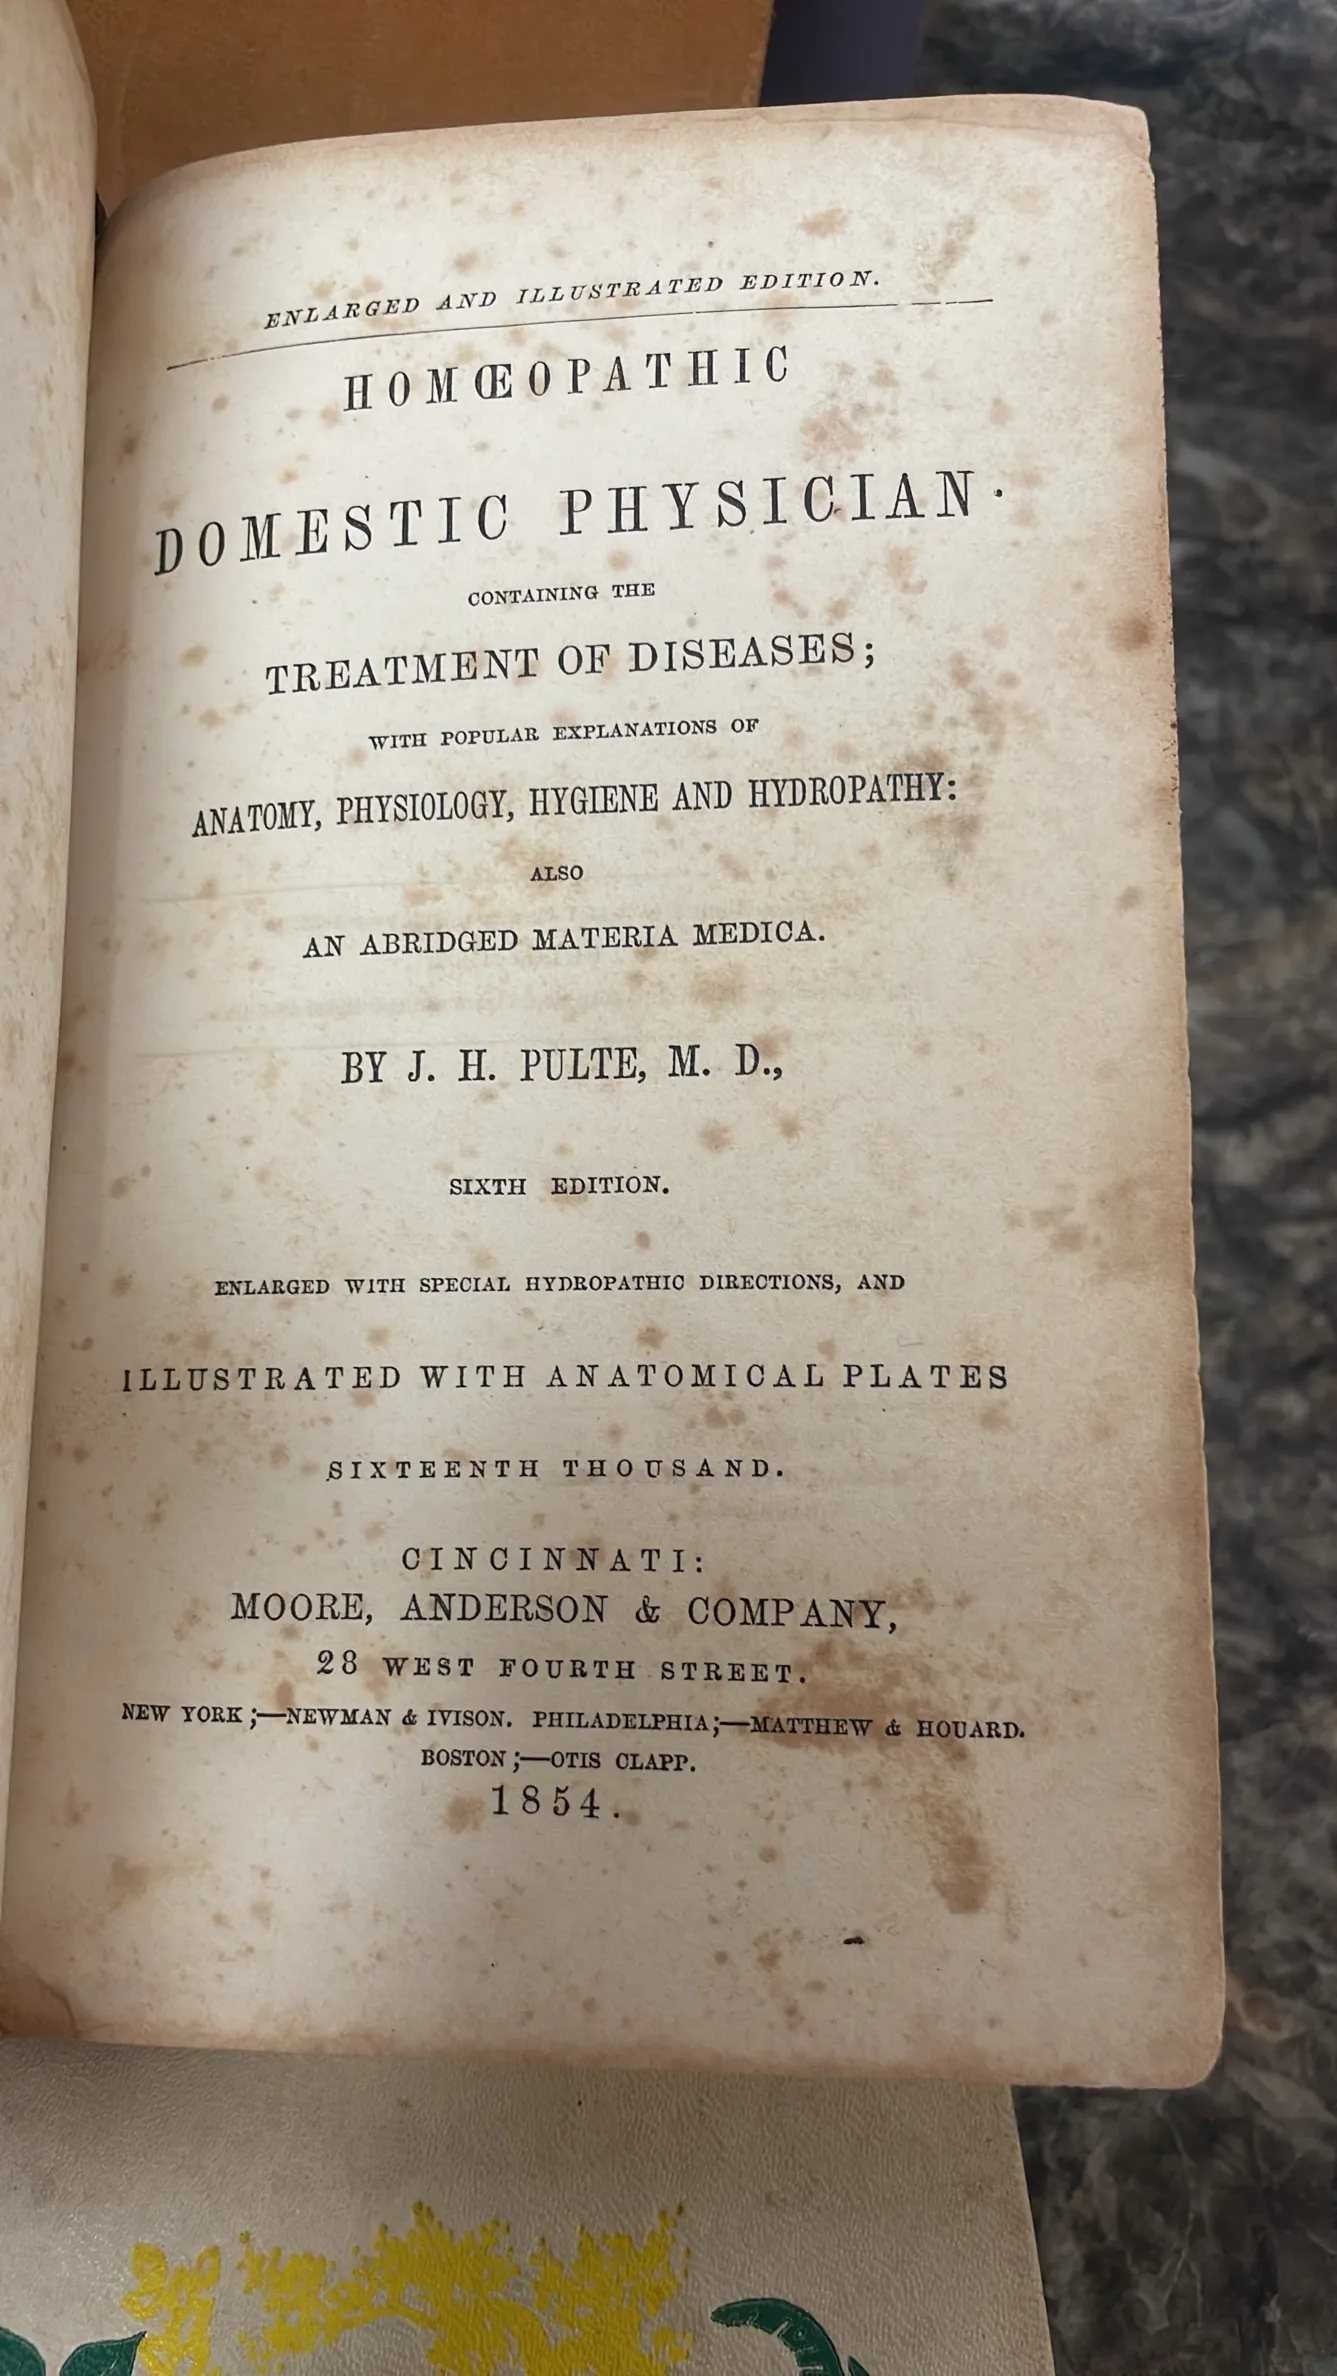 ENLARGED AND ILLUSTRATED EDITION.
HOMŒOPATHIC
DOMESTIC PHYSICIAN.
CONTAINING THE
TREATMENT OF DISEASES;
WITH POPULAR EXPLANATIONS OF
ANATOMY, PHYSIOLOGY, HYGIENE AND HYDROPATHY:
ALSO
AN ABRIDGED MATERIA MEDICA.
BY J. H. PULTE, M. D.,
SIXTH EDITION.
ENLARGED WITH SPECIAL HYDROPATHIC DIRECTIONS, AND
ILLUSTRATED WITH ANATOMICAL PLATES
SIXTEENTH THOUSAND.
CINCINNATI:
MOORE, ANDERSON & COMPANY,
28 WEST FOURTH STREET.
NEW YORK;—NEWMAN & IVISON. PHILADELPHIA;—MATTHEW & HOUARD.
BOSTON;—OTIS CLAPP.
1854.